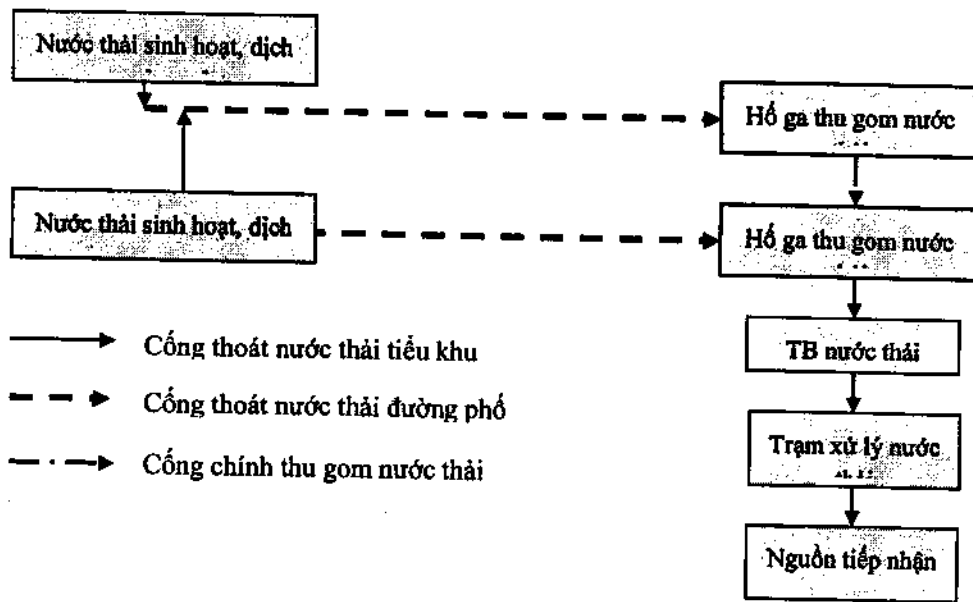 Nước thải sinh hoạt, dịch
Hố ga thu gom nước
Nước thải sinh hoạt, dịch
Hố ga thu gom nước
Cống thoát nước thải tiểu khu
TB nước thải
Cống thoát nước thải đường phố
Trạm xử lý nước
Cống chính thu gom nước thải
Nguồn tiếp nhận